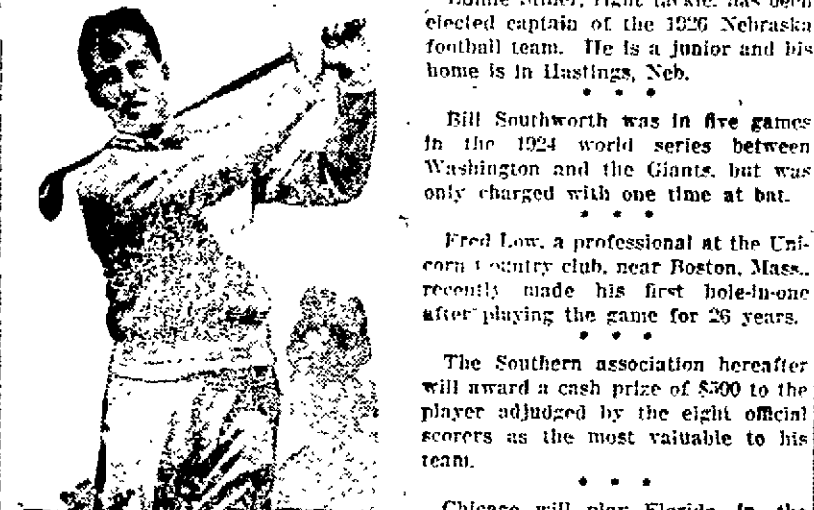 right tackle, has been
elected captain of the 1926 Nebraska
football team. He is a junior and his
home is in Hastings, Neb.
* * *
Bill Southworth was in five games
in the 1924 world series between
Washington and the Giants, but was
only charged with one time at bat.
* * *
Fred Low, a professional at the Uni-
corn Country club, near Boston, Mass.,
recently made his first hole-in-one
after playing the game for 26 years.
* * *
The Southern association hereafter
will award a cash prize of $500 to the
player adjudged by the eight official
scorers as the most valuable to his
team.
* * *
Chicago will play Florida, in the